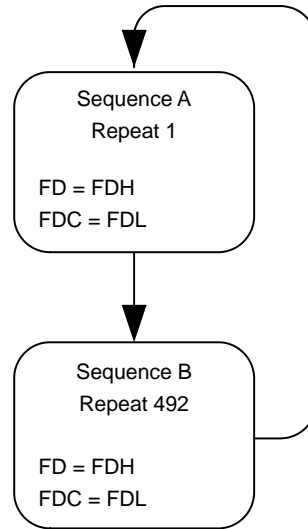 Sequence A
Repeat 1
FD = FDH
FDC = FDL
Sequence B
Repeat 492
FD = FDH
FDC = FDL